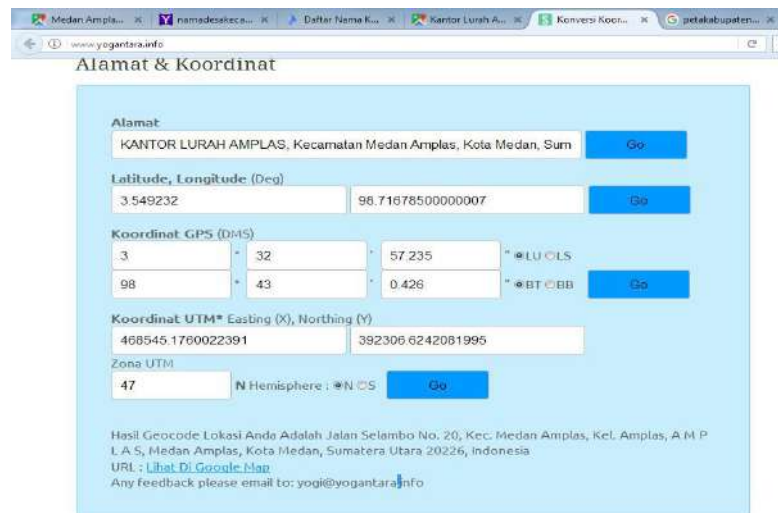 Medan Ampla...
namadesakeca...
Daftar Nama K...
Kantor Lurah A...
Konversi Koor...
petakabupaten...
www.yogantara.info
Alamat & Koordinat
Alamat
KANTOR LURAH AMPLAS, Kecamatan Medan Amplas, Kota Medan, Sum Go
Latitude, Longitude (Deg)
3.549232 98.71678500000007 Go
Koordinat GPS (DMS)
3 ° 32 ' 57.235 " LU LS
98 ° 43 ' 0.426 " BT BB Go
Koordinat UTM* Easting (X), Northing (Y)
468545.1760022391 392306.6242081995
Zona UTM
47 N Hemisphere : N S Go
Hasil Geocode Lokasi Anda Adalah Jalan Selambo No. 20, Kec. Medan Amplas, Kel. Amplas, A M P
L A S, Medan Amplas, Kota Medan, Sumatera Utara 20226, Indonesia
URL : Lihat Di Google Map
Any feedback please email to: yogi@yogantara.info